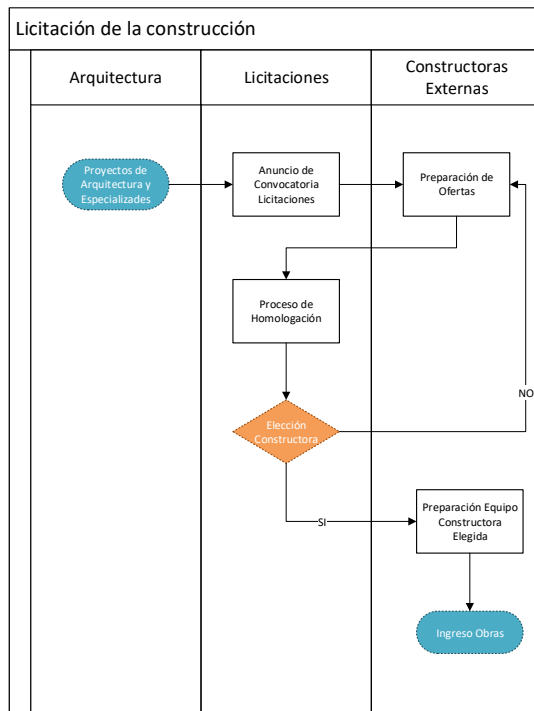 Licitación de la construcción
Arquitectura
Licitaciones
Constructoras
Externas
Proyectos de
Arquitectura y
Especializades
Anuncio de
Convocatoria
Licitaciones
Preparación de
Ofertas
Proceso de
Homologación
NO
Elección
Constructora
Preparación Equipo
Constructora
Elegida
SI
Ingreso Obras